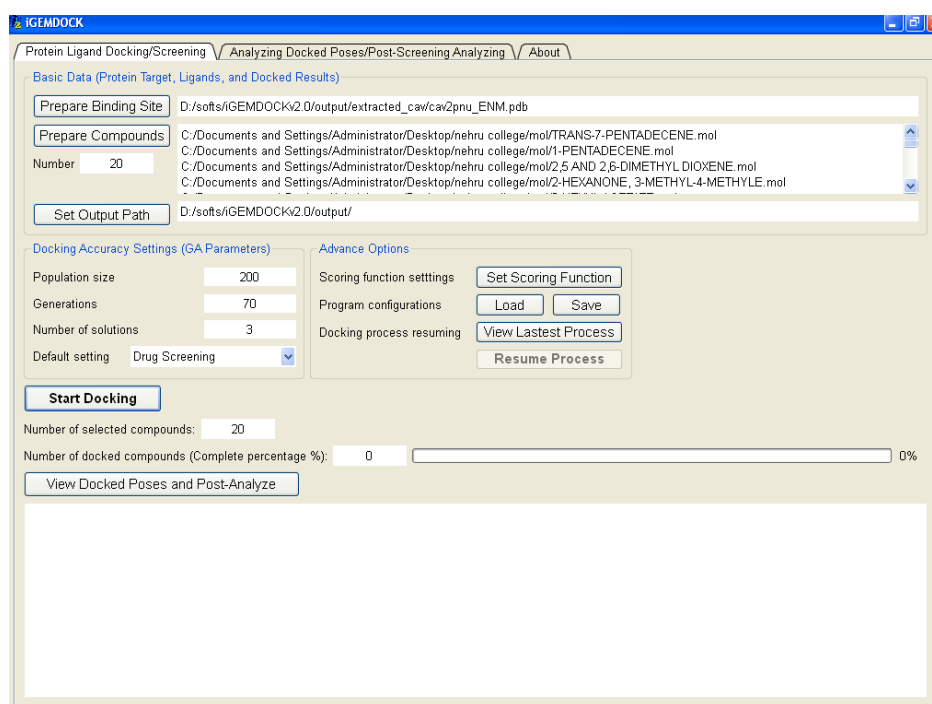 iGEMDOCK
Protein Ligand Docking/Screening Analyzing Docked Poses/Post-Screening Analyzing About
Basic Data (Protein Target, Ligands, and Docked Results)
Prepare Binding Site D:/softs/iGEMDOCKv2.0/output/extracted_cav/cav2pnu_ENM.pdb
Prepare Compounds C:/Documents and Settings/Administrator/Desktop/nehru college/mol/TRANS-7-PENTADECENE.mol
C:/Documents and Settings/Administrator/Desktop/nehru college/mol/1-PENTADECENE.mol
Number 20 C:/Documents and Settings/Administrator/Desktop/nehru college/mol/2,5 AND 2,6-DIMETHYL DIOXENE.mol
C:/Documents and Settings/Administrator/Desktop/nehru college/mol/2-HEXANONE, 3-METHYL-4-METHYLE.mol
Set Output Path D:/softs/iGEMDOCKv2.0/output/
Docking Accuracy Settings (GA Parameters) Advance Options
Population size 200 Scoring function setttings Set Scoring Function
Generations 70 Program configurations Load Save
Number of solutions 3 Docking process resuming View Lastest Process
Default setting Drug Screening Resume Process
Start Docking
Number of selected compounds: 20
Number of docked compounds (Complete percentage %): 0 0%
View Docked Poses and Post-Analyze